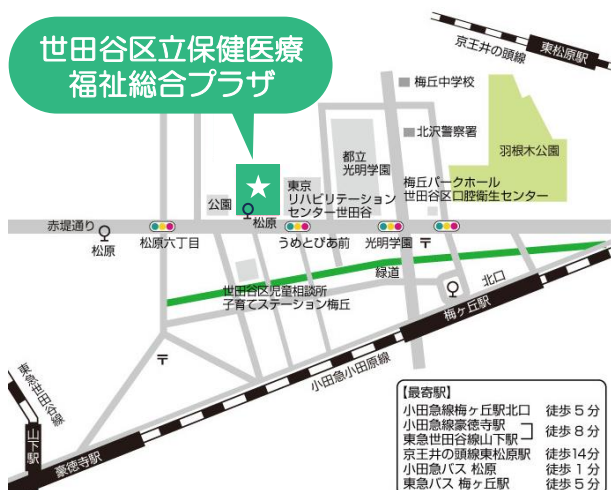 世田谷区立保健医療
福祉総合プラザ
京王井の頭線
東松原駅
梅丘中学校
北沢警察署
羽根木公園
都立
光明学園
梅丘パークホール
世田谷区口腔衛生センター
公園
東京
リハビリテーション
センター世田谷
赤堤通り
松原
松原六丁目
松原
うめとぴあ前
光明学園
〒
緑道
北口
世田谷区児童相談所
子育てステーション梅丘
梅ヶ丘駅
〒
小田急小田原線
東急世田谷線
山下駅
豪徳寺駅
【最寄駅】
小田急線梅ヶ丘駅北口 徒歩5分
小田急線豪徳寺駅
東急世田谷線山下駅 徒歩8分
京王井の頭線東松原駅 徒歩14分
小田急バス 松原 徒歩1分
東急バス 梅ヶ丘駅 徒歩5分